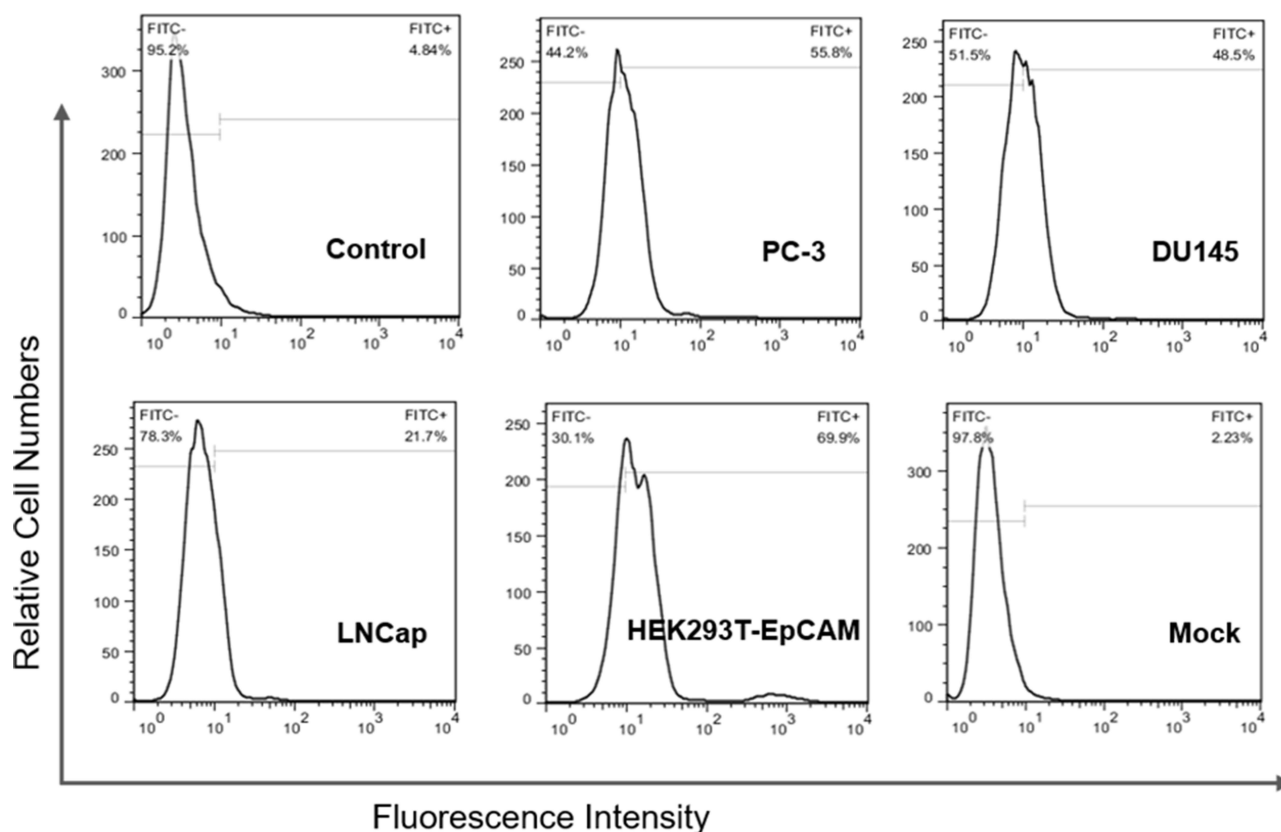 FITC- FITC+
95.2% 4.84%
300
200
100
0
10^0 10^1 10^2 10^3 10^4
Control
FITC- FITC+
44.2% 55.8%
250
200
150
100
50
0
10^0 10^1 10^2 10^3 10^4
PC-3
FITC- FITC+
51.5% 48.5%
250
200
150
100
50
0
10^0 10^1 10^2 10^3 10^4
DU145
FITC- FITC+
78.3% 21.7%
250
200
150
100
50
0
10^0 10^1 10^2 10^3 10^4
LNCap
FITC- FITC+
30.1% 69.9%
250
200
150
100
50
0
10^0 10^1 10^2 10^3 10^4
HEK293T-EpCAM
FITC- FITC+
97.8% 2.23%
300
200
100
0
10^0 10^1 10^2 10^3 10^4
Mock
Relative Cell Numbers
Fluorescence Intensity